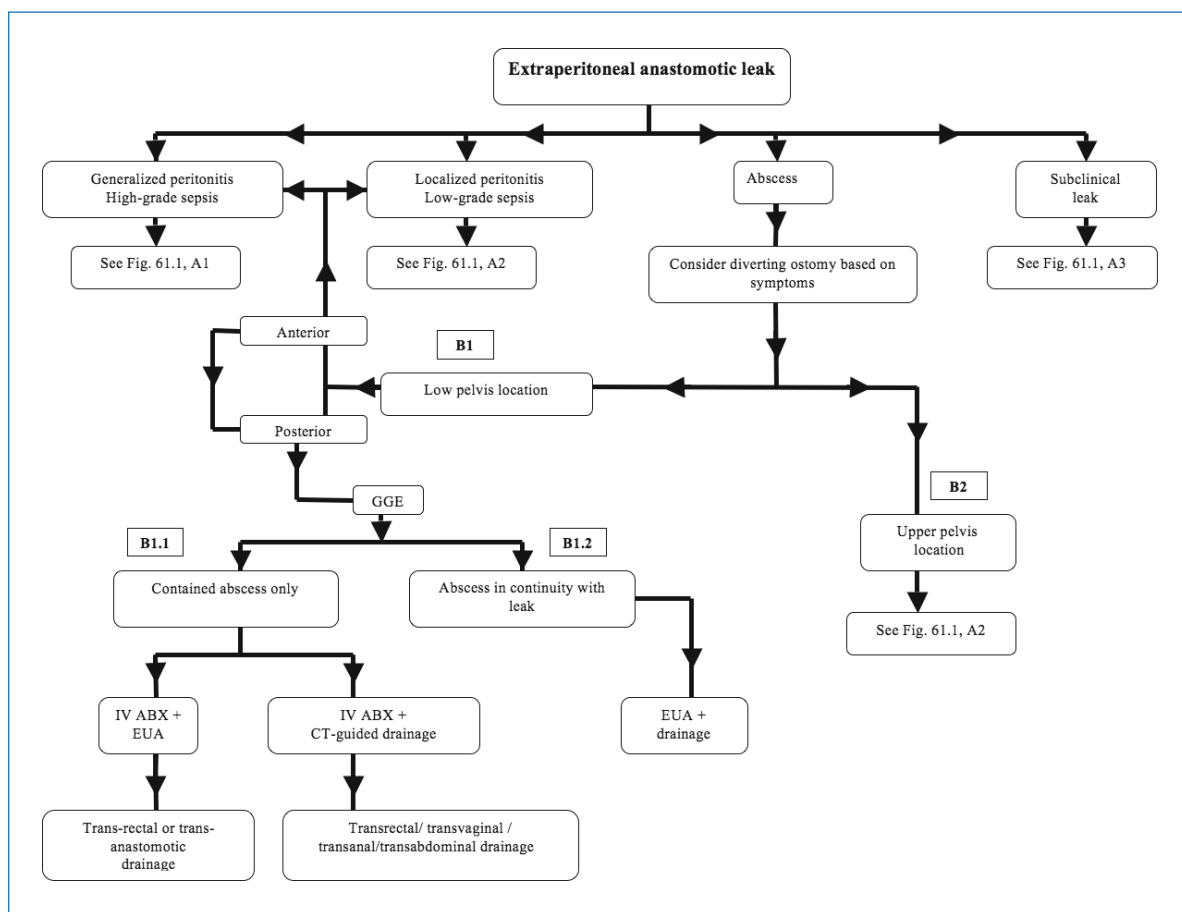 Extraperitoneal anastomotic leak
Generalized peritonitis
High-grade sepsis
Localized peritonitis
Low-grade sepsis
Abscess
Subclinical
leak
See Fig. 61.1, A1
See Fig. 61.1, A2
Consider diverting ostomy based on
symptoms
See Fig. 61.1, A3
Anterior
B1
Low pelvis location
Posterior
GGE
B2
Upper pelvis
location
B1.1
B1.2
Contained abscess only
Abscess in continuity with
leak
See Fig. 61.1, A2
IV ABX +
EUA
IV ABX +
CT-guided drainage
EUA +
drainage
Trans-rectal or trans-
anastomotic
drainage
Transrectal/ transvaginal /
transanal/transabdominal drainage